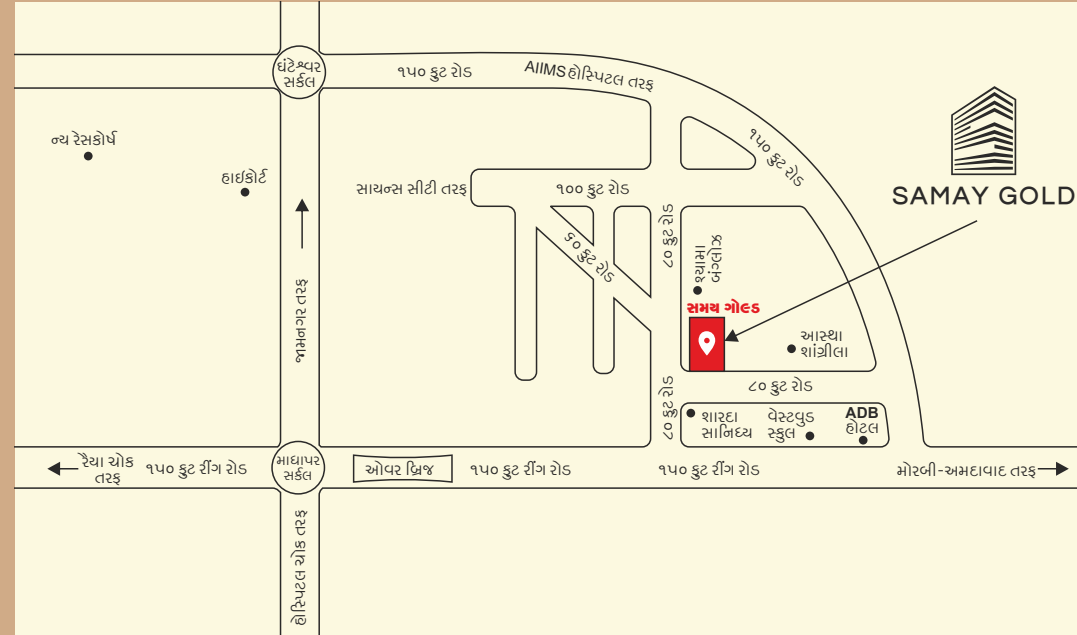 ઘંટેશ્વર
સર્કલ
૧૫૦ ફુટ રોડ
AIIMS હોસ્પિટલ તરફ
૧૫૦ ફુટ રોડ
ન્ય રેસકોર્ષ
હાઇકોર્ટ
સાયન્સ સીટી તરફ
૧૦૦ ફુટ રોડ
SAMAY GOLD
૬૦ ફુટ રોડ
૮૦ ફુટ રોડ
શ્યામા
બંગ્લોઝ
સમય ગોલ્ડ
જામનગર તરફ
આસ્થા
શાંગ્રીલા
૮૦ ફુટ રોડ
૮૦ ફુટ રોડ
શારદા
સાનિધ્ય
વેસ્ટવુડ
સ્કુલ
ADB
હોટલ
રૈયા ચોક
તરફ
૧૫૦ ફુટ રીંગ રોડ
માધાપર
સર્કલ
ઓવર બ્રિજ
૧૫૦ ફુટ રીંગ રોડ
૧૫૦ ફુટ રીંગ રોડ
મોરબી-અમદાવાદ તરફ
હોસ્પિટલ ચોક તરફ